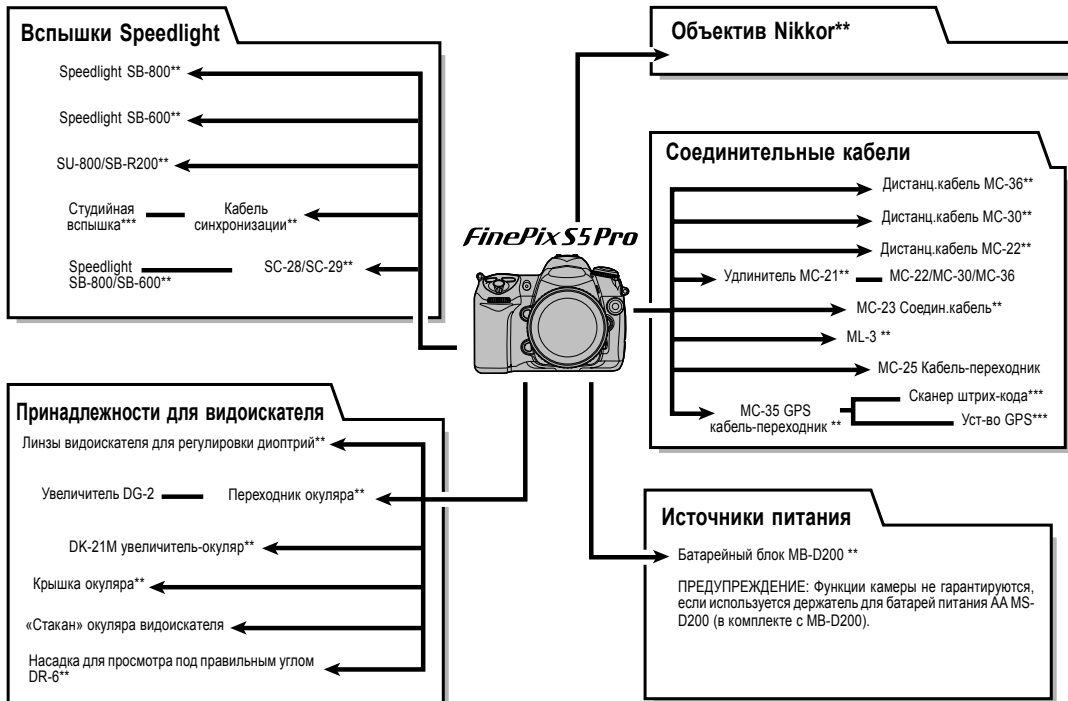 Вспышки Speedlight
Speedlight SB-800**
Speedlight SB-600**
SU-800/SB-R200**
Студийная
вспышка***
Кабель
синхронизации**
Speedlight
SB-800/SB-600**
SC-28/SC-29**
Объектив Nikkor**
FinePix S5 Pro
Соединительные кабели
Дистанц.кабель MC-36**
Дистанц.кабель MC-30**
Дистанц.кабель MC-22**
Удлинитель MC-21**
MC-22/MC-30/MC-36
MC-23 Соедин.кабель**
ML-3 **
MC-25 Кабель-переходник
MC-35 GPS
кабель-переходник **
Сканер штрих-кода***
Уст-во GPS***
Принадлежности для видоискателя
Линзы видоискателя для регулировки диоптрий**
Увеличитель DG-2
Переходник окуляра**
DK-21M увеличитель-окуляр**
Крышка окуляра**
«Стакан» окуляра видоискателя
Насадка для просмотра под правильным углом
DR-6**
Источники питания
Батарейный блок MB-D200 **
ПРЕДУПРЕЖДЕНИЕ: Функции камеры не гарантируются,
если используется держатель для батарей питания AA MS-
D200 (в комплекте с MB-D200).